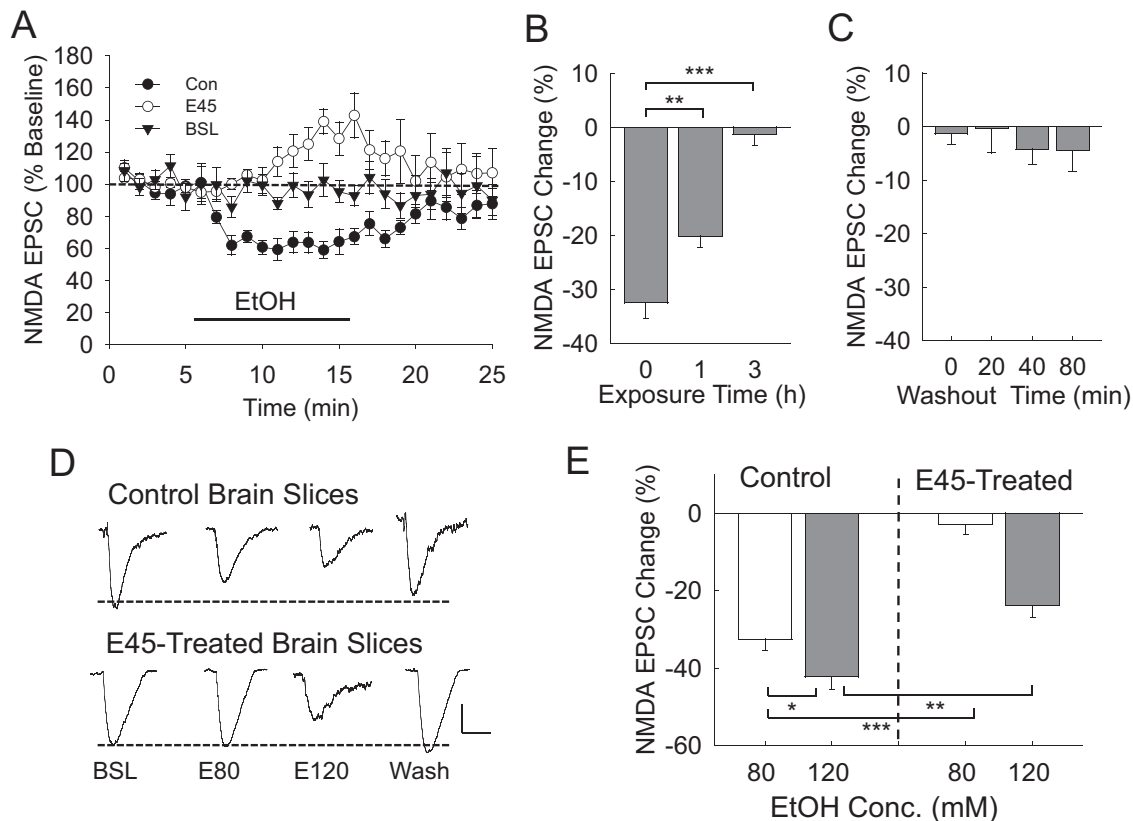 A
NMDA EPSC (% Baseline)
180
160
140
120
100
80
60
40
20
0
Con
E45
BSL
EtOH
0 5 10 15 20 25
Time (min)
B
NMDA EPSC Change (%)
10
0
-10
-20
-30
-40
***
**
0 1 3
Exposure Time (h)
C
NMDA EPSC Change (%)
10
0
-10
-20
-30
-40
0 20 40 80
Washout Time (min)
D
Control Brain Slices
E45-Treated Brain Slices
BSL E80 E120 Wash
E
NMDA EPSC Change (%)
Control E45-Treated
0
-20
-40
-60
* **
***
80 120 80 120
EtOH Conc. (mM)